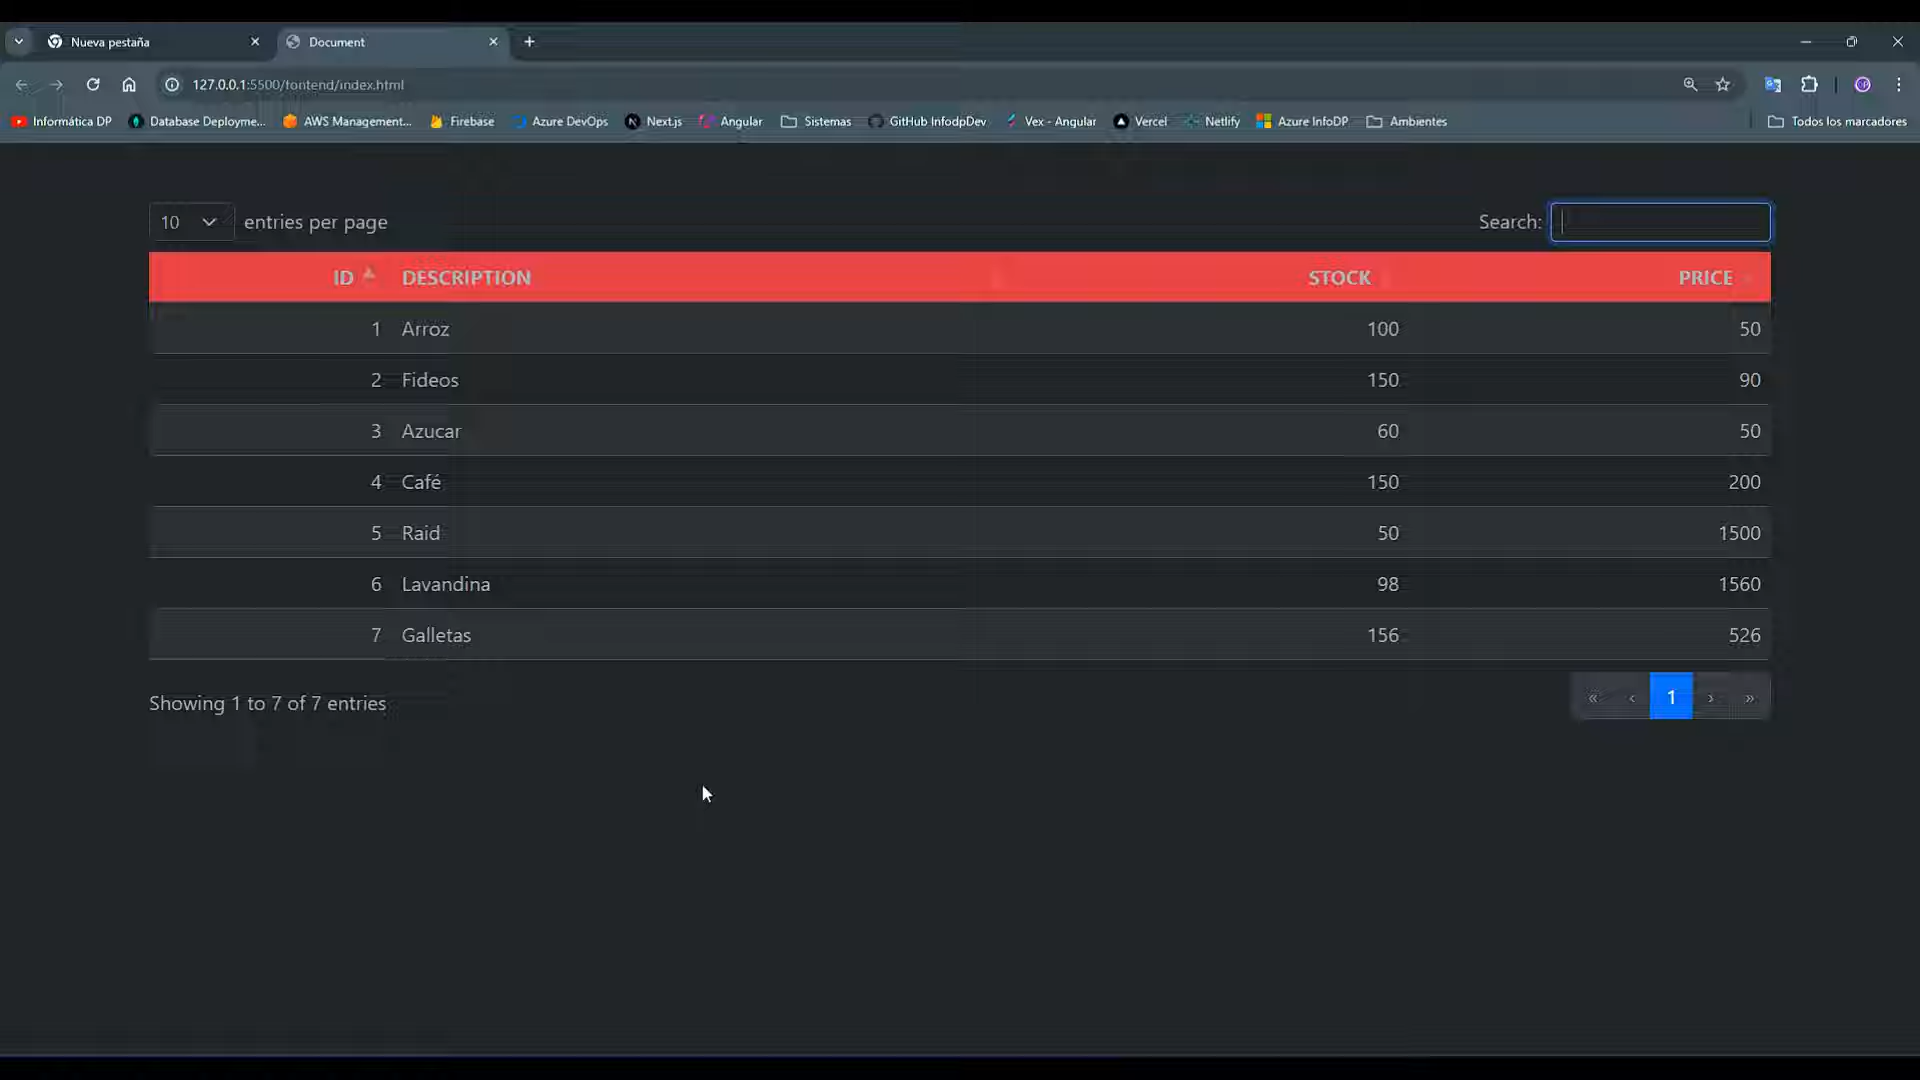 Nueva pestaña
Document
127.0.0.1:5500/fontend/index.html
Informática DP
Database Deployme...
AWS Management...
Firebase
Azure DevOps
Next.js
Angular
Sistemas
GitHub InfodpDev
Vex - Angular
Vercel
Netlify
Azure InfoDP
Ambientes
Todos los marcadores
10 entries per page
Search:
ID DESCRIPTION STOCK PRICE
1 Arroz 100 50
2 Fideos 150 90
3 Azucar 60 50
4 Café 150 200
5 Raid 50 1500
6 Lavandina 98 1560
7 Galletas 156 526
Showing 1 to 7 of 7 entries
« ‹ 1 › »